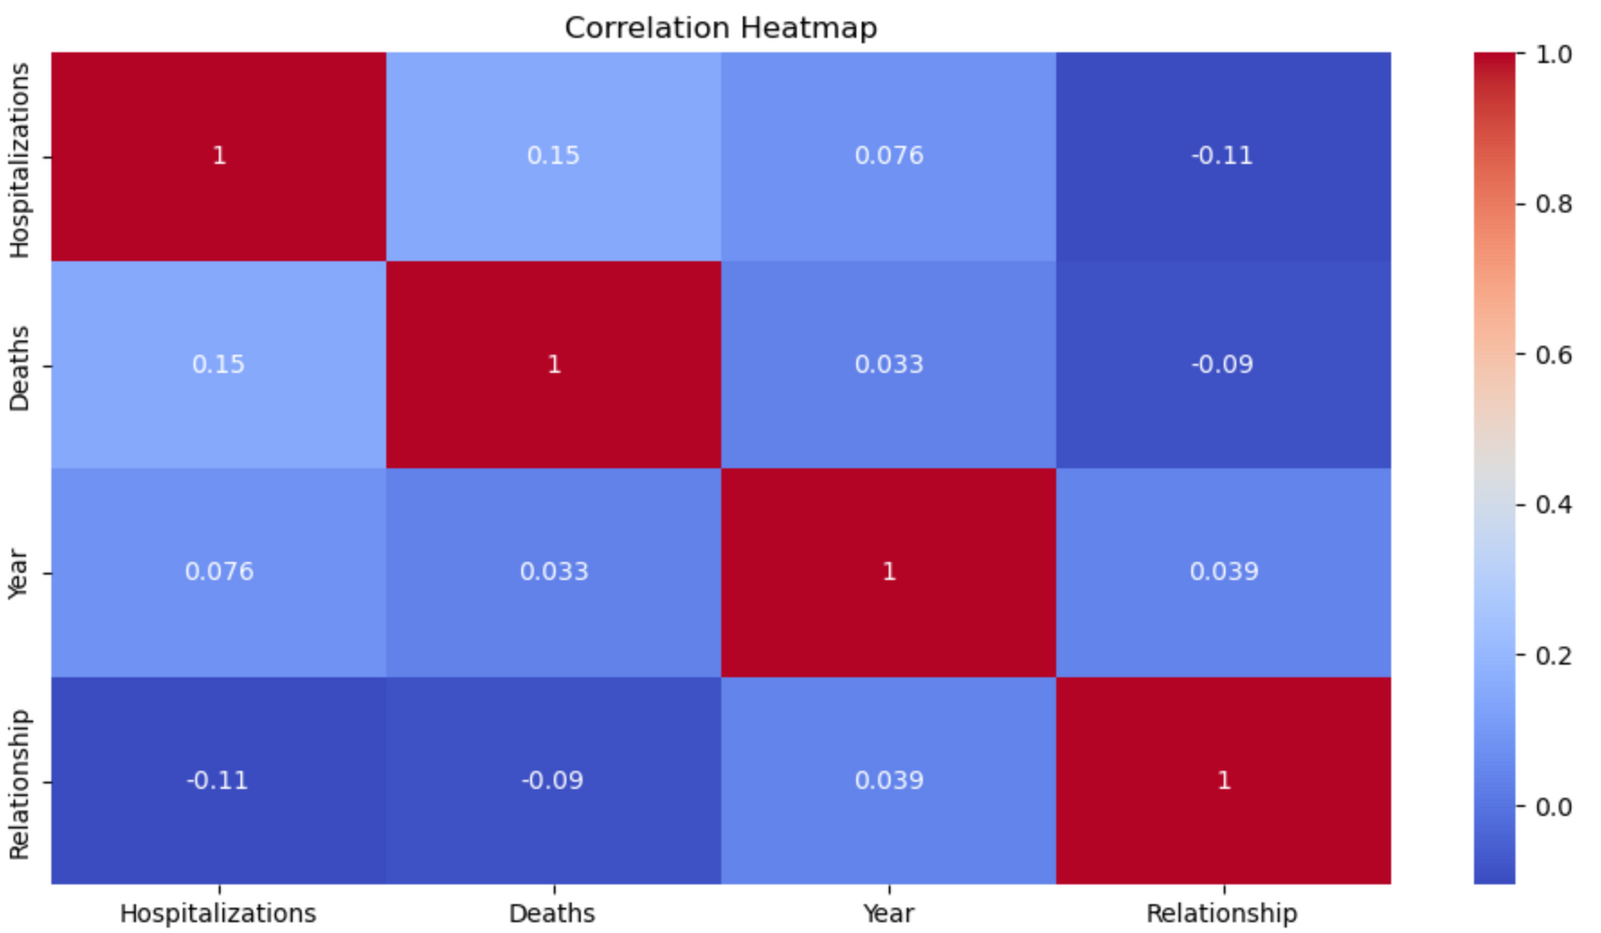 Correlation Heatmap
Hospitalizations
1
0.15
0.076
-0.11
Deaths
0.15
1
0.033
-0.09
Year
0.076
0.033
1
0.039
Relationship
-0.11
-0.09
0.039
1
Hospitalizations
Deaths
Year
Relationship
1.0
0.8
0.6
0.4
0.2
0.0